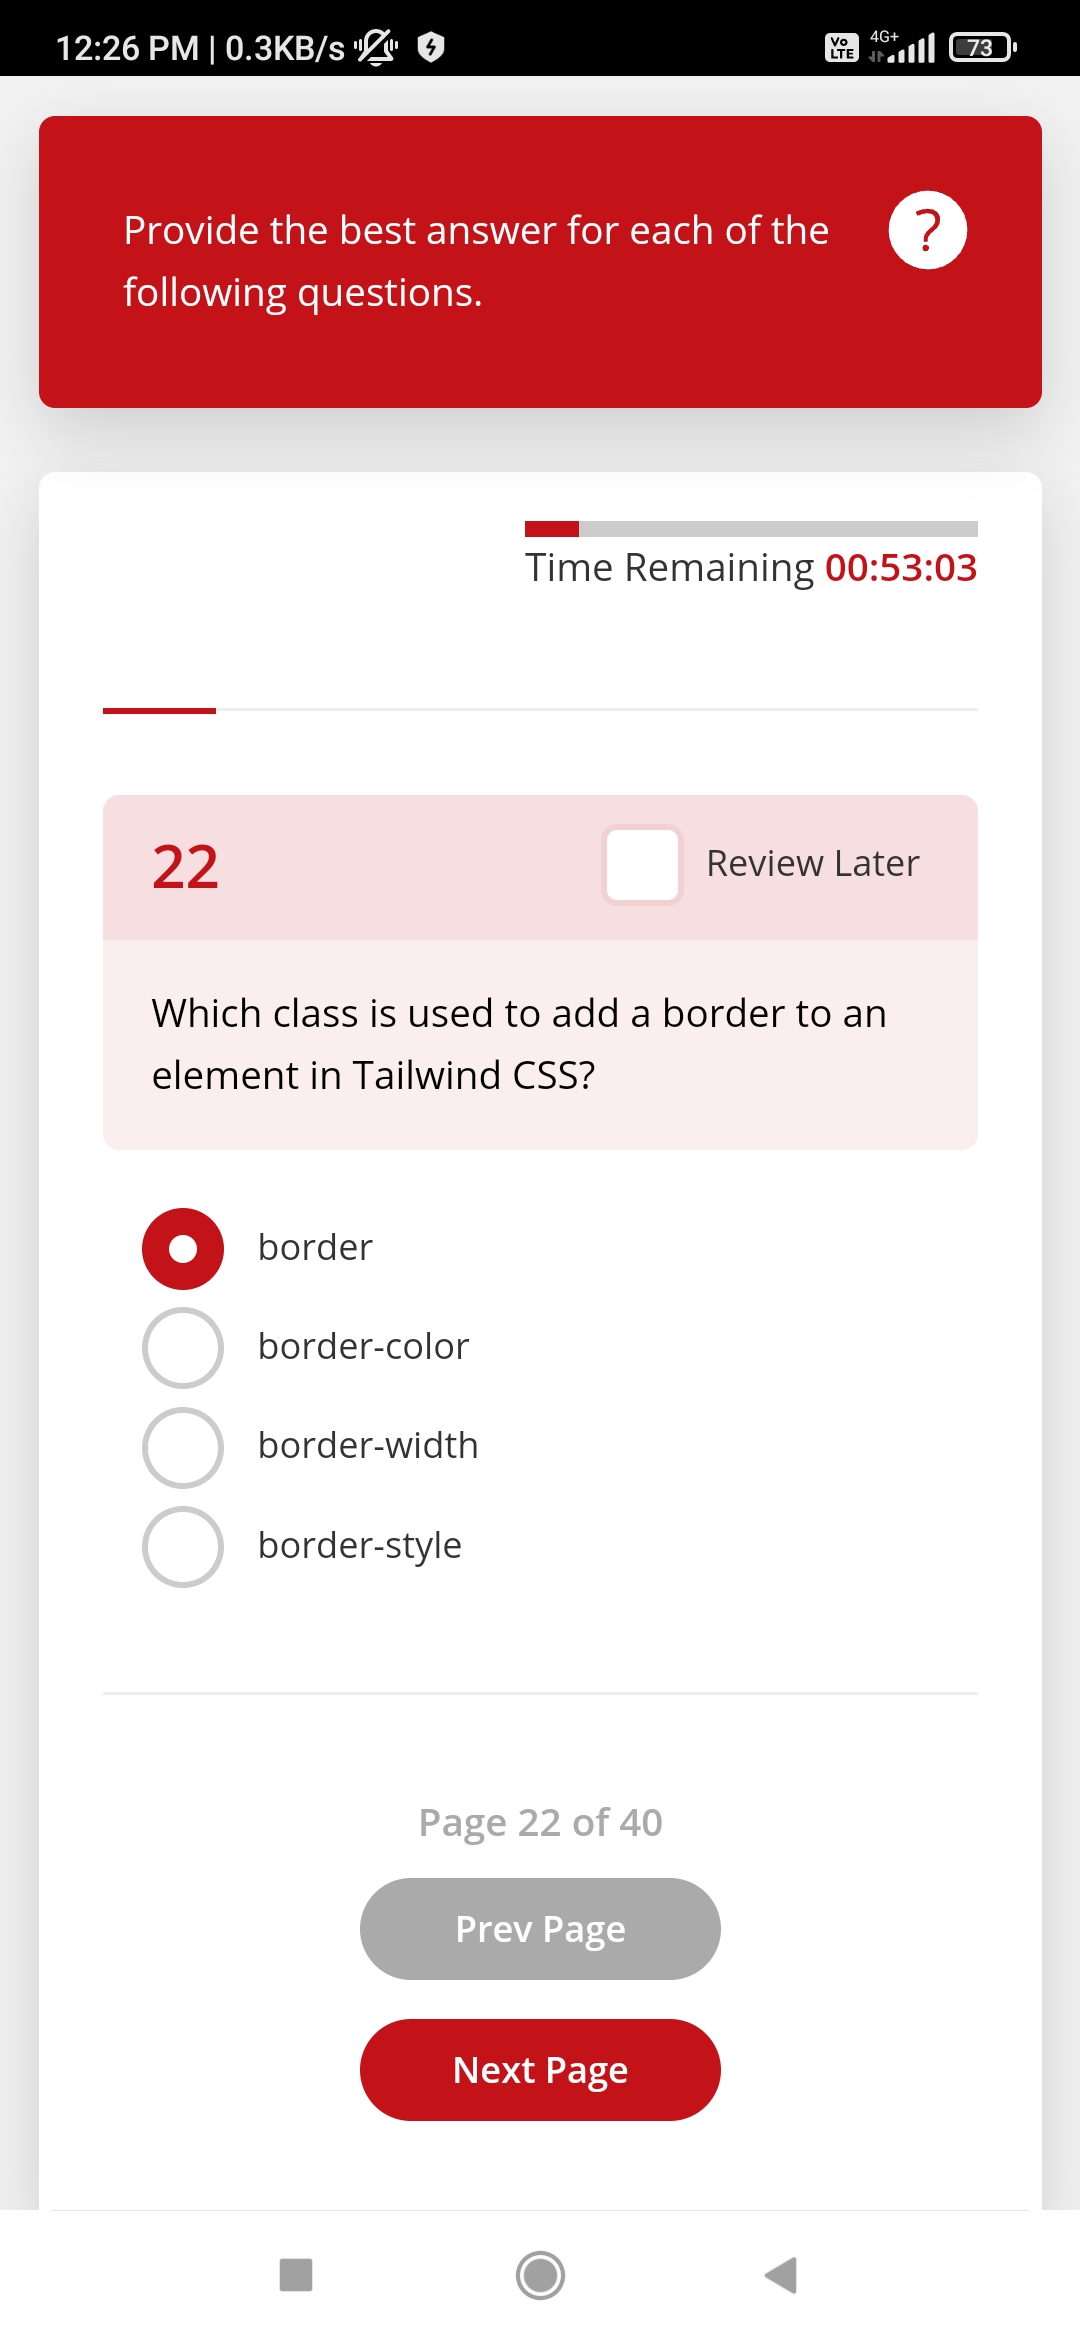 12:26 PM | 0.3KB/s
Vo LTE 4G+ 73
Provide the best answer for each of the
following questions.
?
Time Remaining 00:53:03
22
Review Later
Which class is used to add a border to an
element in Tailwind CSS?
border
border-color
border-width
border-style
Page 22 of 40
Prev Page
Next Page